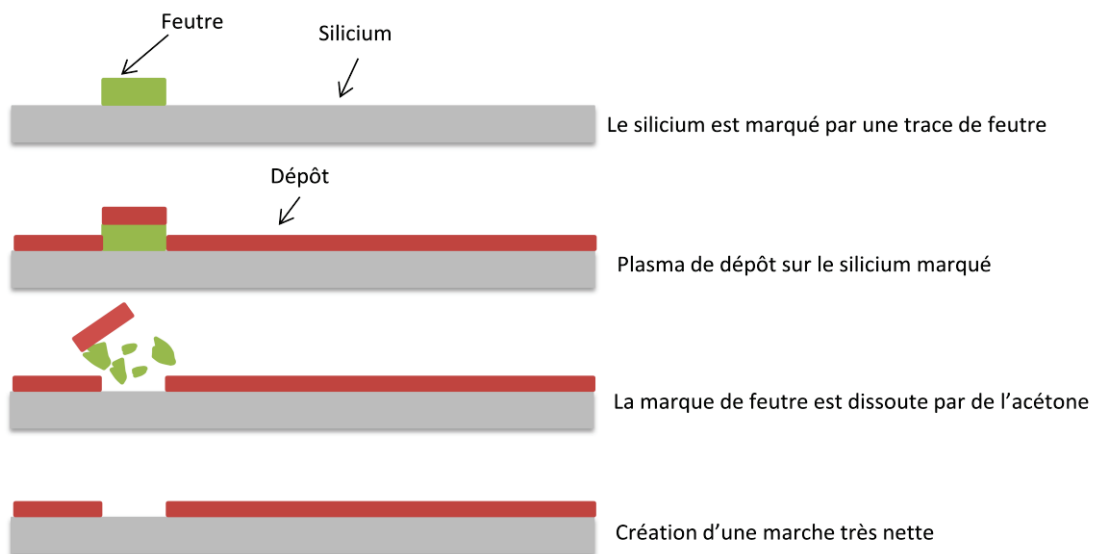 Feutre
Silicium
Le silicium est marqué par une trace de feutre
Dépôt
Plasma de dépôt sur le silicium marqué
La marque de feutre est dissoute par de l’acétone
Création d’une marche très nette